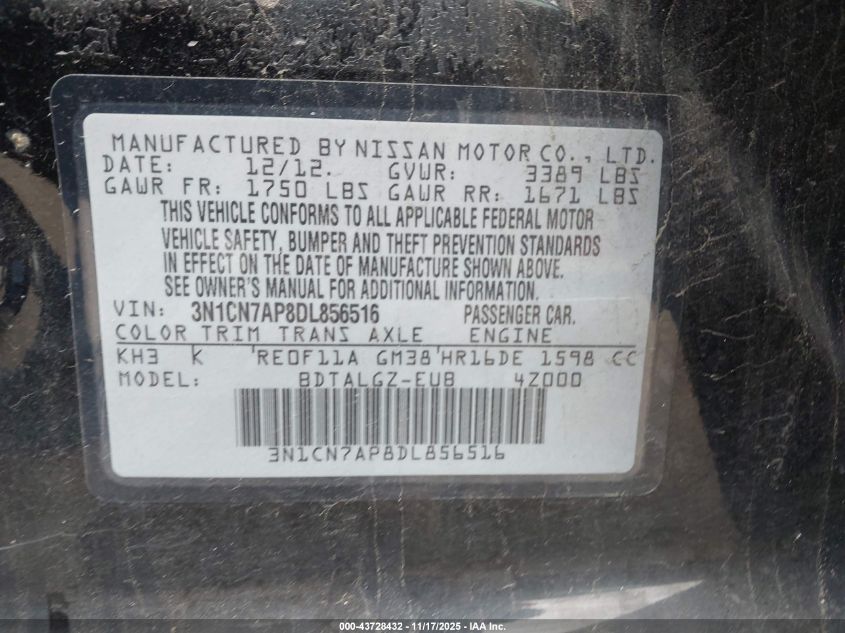 MANUFACTURED BY NISSAN MOTOR CO., LTD.
DATE: 12/12. GVWR: 3389 LBS
GAWR FR: 1750 LBS GAWR RR: 1671 LBS
THIS VEHICLE CONFORMS TO ALL APPLICABLE FEDERAL MOTOR
VEHICLE SAFETY, BUMPER AND THEFT PREVENTION STANDARDS
IN EFFECT ON THE DATE OF MANUFACTURE SHOWN ABOVE.
SEE OWNER'S MANUAL FOR ADDITIONAL INFORMATION.
VIN: 3N1CN7AP8DL856516 PASSENGER CAR.
COLOR TRIM TRANS AXLE ENGINE
KH3 K 'RE0F11A GM38'HR16DE 1598 CC
MODEL: BDTALGZ-EUB 4Z000
3N1CN7AP8DL856516
000-43728432 | 11/17/2025 - IAA Inc.